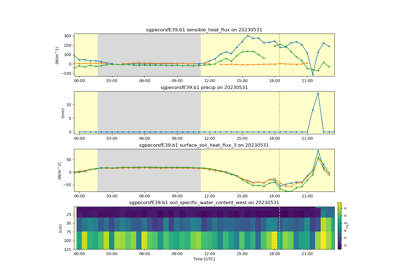 sgpecorsfE39.b1 sensible_heat_flux on 20230531
(W/m^2)
300
200
100
0
-100
00:00 03:00 06:00 09:00 12:00 15:00 18:00 21:00
sgpecorsfE39.b1 precip on 20230531
(mm)
10
5
0
00:00 03:00 06:00 09:00 12:00 15:00 18:00 21:00
sgpecorsfE39.b1 surface_soil_heat_flux_3 on 20230531
(W/m^2)
50
0
-50
00:00 03:00 06:00 09:00 12:00 15:00 18:00 21:00
sgpecorsfE39.b1 soil_specific_water_content_west on 20230531
(cm)
25
50
75
100
125
00:00 03:00 06:00 09:00 12:00 15:00 18:00 21:00
Time [UTC]